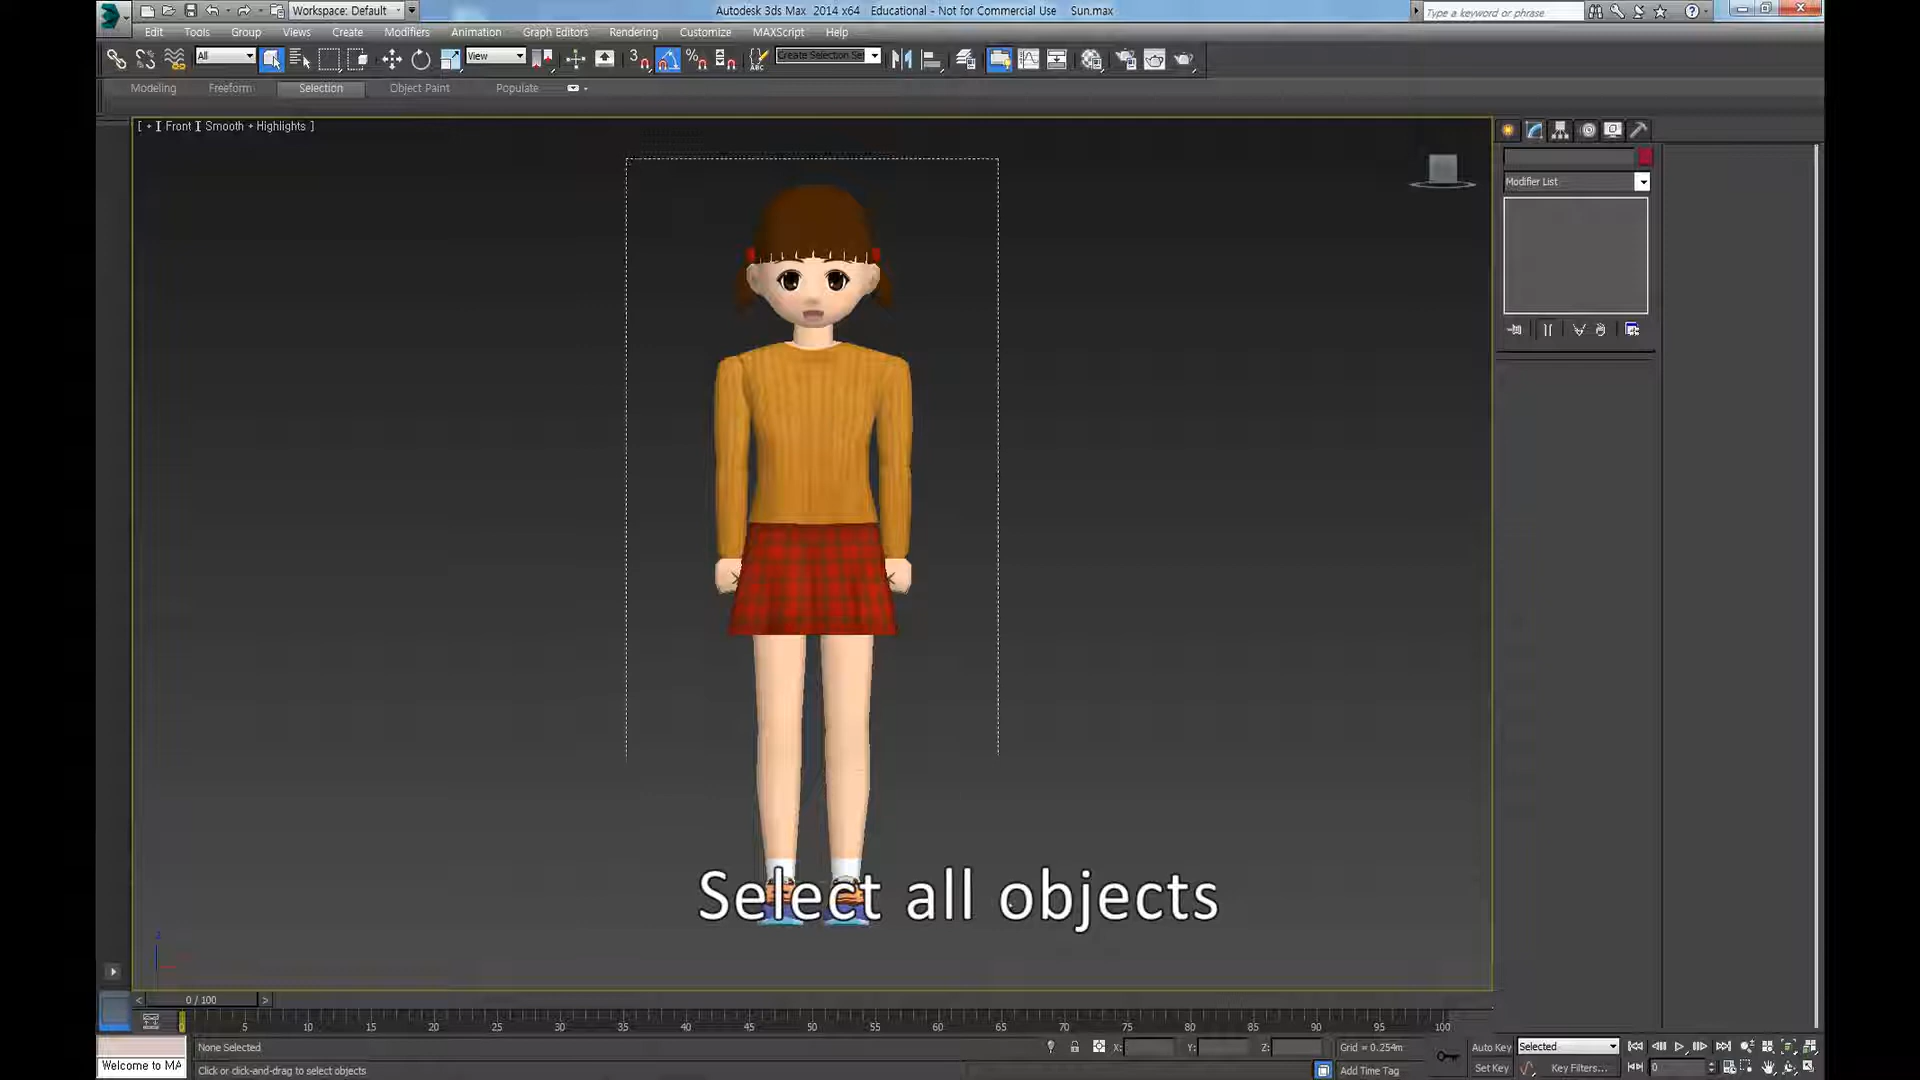 Workspace: Default
Autodesk 3ds Max 2014 x64 Educational - Not for Commercial Use Sun.max
Type a keyword or phrase
Edit Tools Group Views Create Modifiers Animation Graph Editors Rendering Customize MAXScript Help
All
View
3
Create Selection Se
Modeling Freeform Selection Object Paint Populate
[ + ] Front ] Smooth + Highlights ]
Modifier List
Select all objects
z
< 0 / 100 >
0 5 10 15 20 25 30 35 40 45 50 55 60 65 70 75 80 85 90 95 100
None Selected
X: Y: Z: Grid = 0.254m
Auto Key Selected
Welcome to MA
Click or click-and-drag to select objects
Add Time Tag
Set Key Key Filters... 0